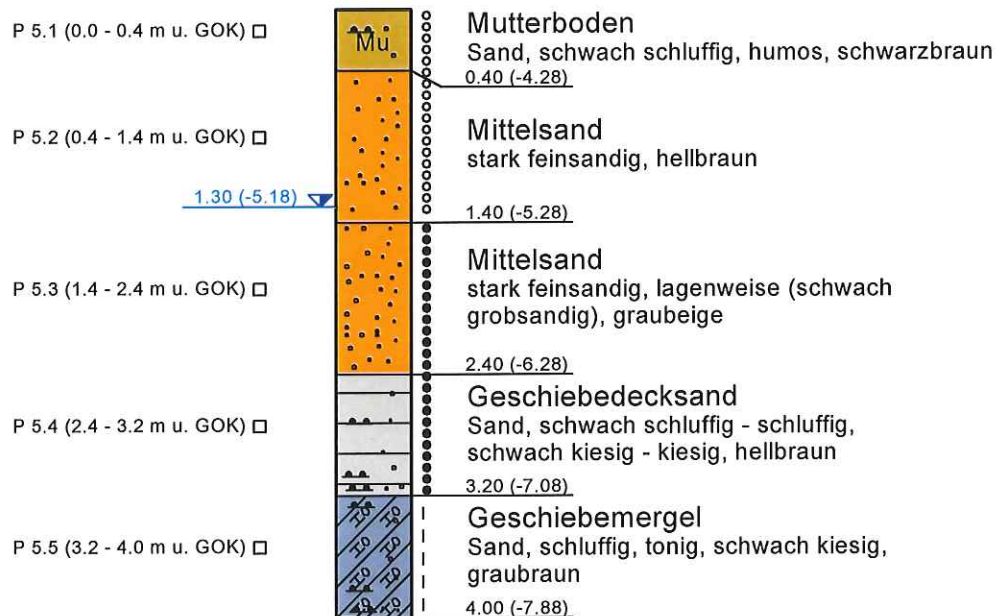 P 5.1 (0.0 - 0.4 m u. GOK)
Mu
Mutterboden
Sand, schwach schluffig, humos, schwarzbraun
0.40 (-4.28)
P 5.2 (0.4 - 1.4 m u. GOK)
Mittelsand
stark feinsandig, hellbraun
1.30 (-5.18)
1.40 (-5.28)
P 5.3 (1.4 - 2.4 m u. GOK)
Mittelsand
stark feinsandig, lagenweise (schwach
grobsandig), graubeige
2.40 (-6.28)
P 5.4 (2.4 - 3.2 m u. GOK)
Geschiebedecksand
Sand, schwach schluffig - schluffig,
schwach kiesig - kiesig, hellbraun
3.20 (-7.08)
P 5.5 (3.2 - 4.0 m u. GOK)
Geschiebemergel
Sand, schluffig, tonig, schwach kiesig,
graubraun
4.00 (-7.88)